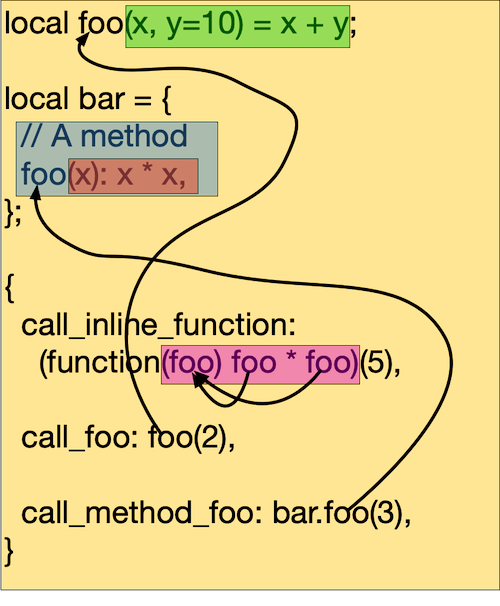 local foo(x, y=10) = x + y;
local bar = {
// A method
foo(x): x * x,
};
{
call_inline_function:
(function(foo) foo * foo)(5),
call_foo: foo(2),
call_method_foo: bar.foo(3),
}